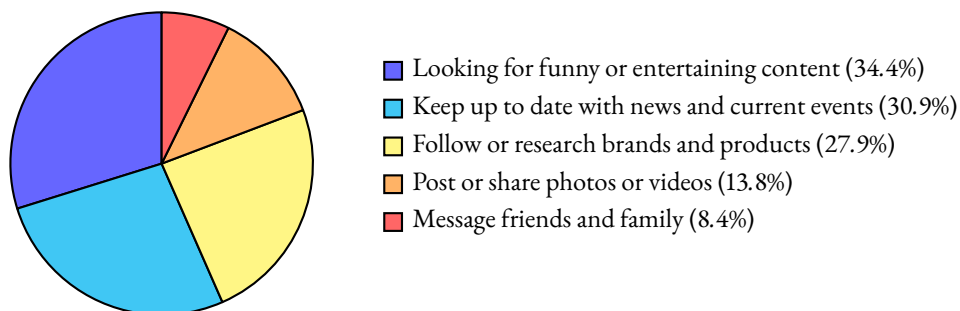 Looking for funny or entertaining content (34.4%)
Keep up to date with news and current events (30.9%)
Follow or research brands and products (27.9%)
Post or share photos or videos (13.8%)
Message friends and family (8.4%)